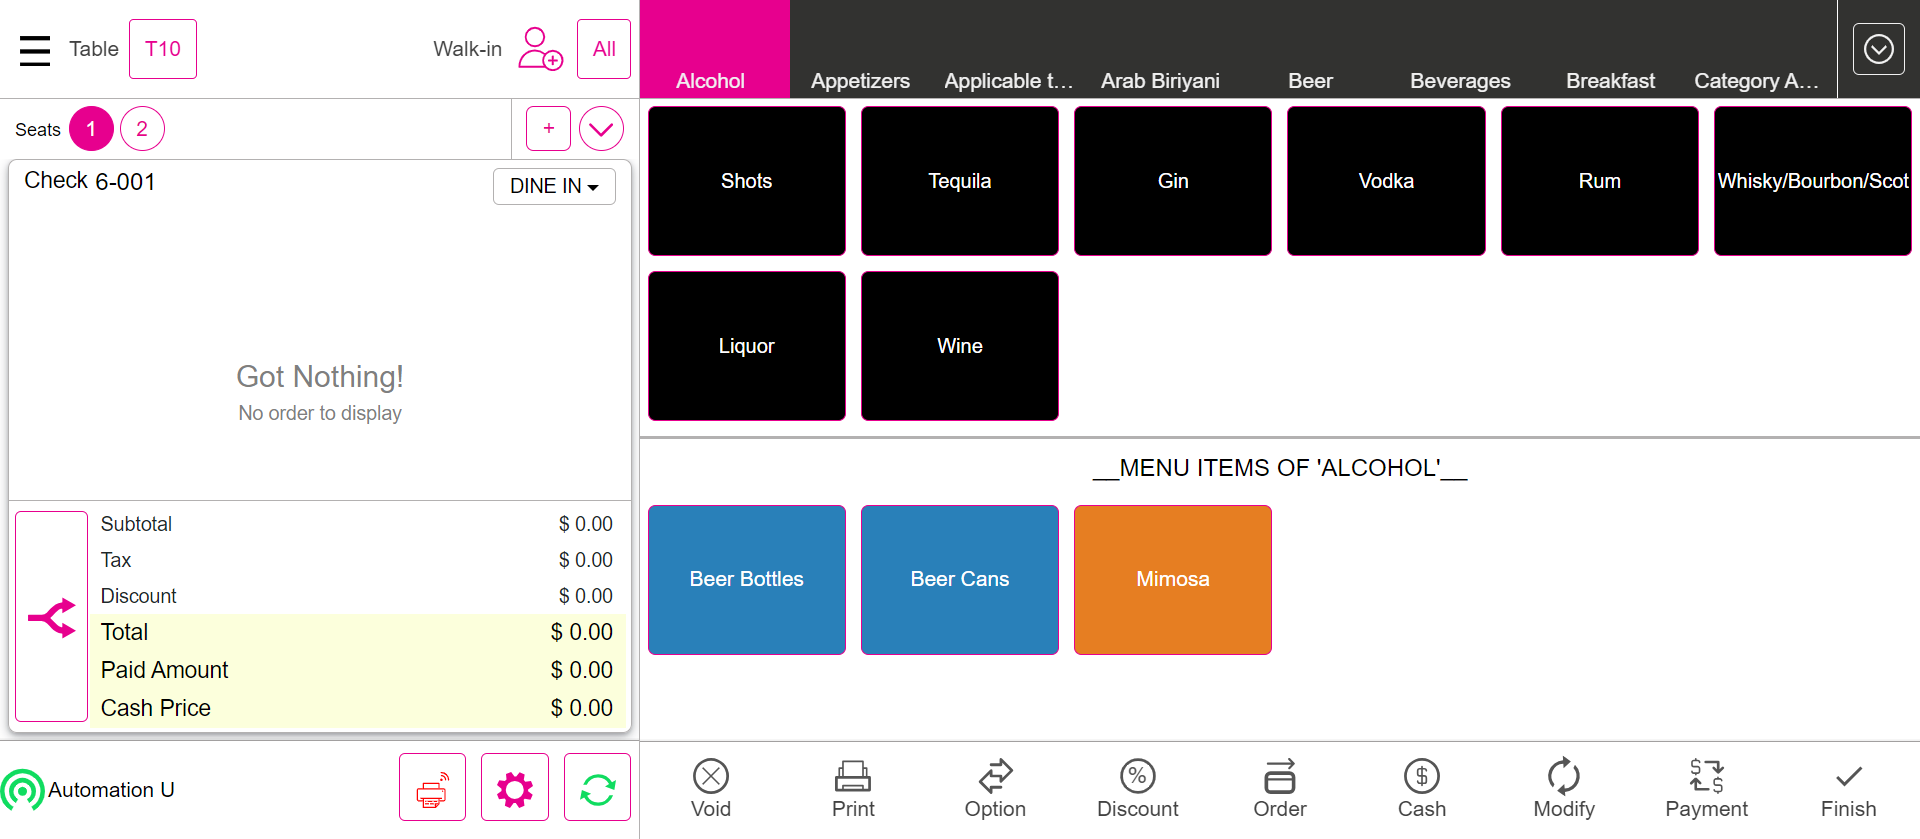 Table T10 Walk-in All
Alcohol Appetizers Applicable t... Arab Biriyani Beer Beverages Breakfast Category A...
Seats 1 2 +
Check 6-001 DINE IN
Got Nothing!
No order to display
Subtotal $ 0.00
Tax $ 0.00
Discount $ 0.00
Total $ 0.00
Paid Amount $ 0.00
Cash Price $ 0.00
Automation U
Shots Tequila Gin Vodka Rum Whisky/Bourbon/Scot
Liquor Wine
__MENU ITEMS OF 'ALCOHOL'__
Beer Bottles Beer Cans Mimosa
Void Print Option Discount Order Cash Modify Payment Finish